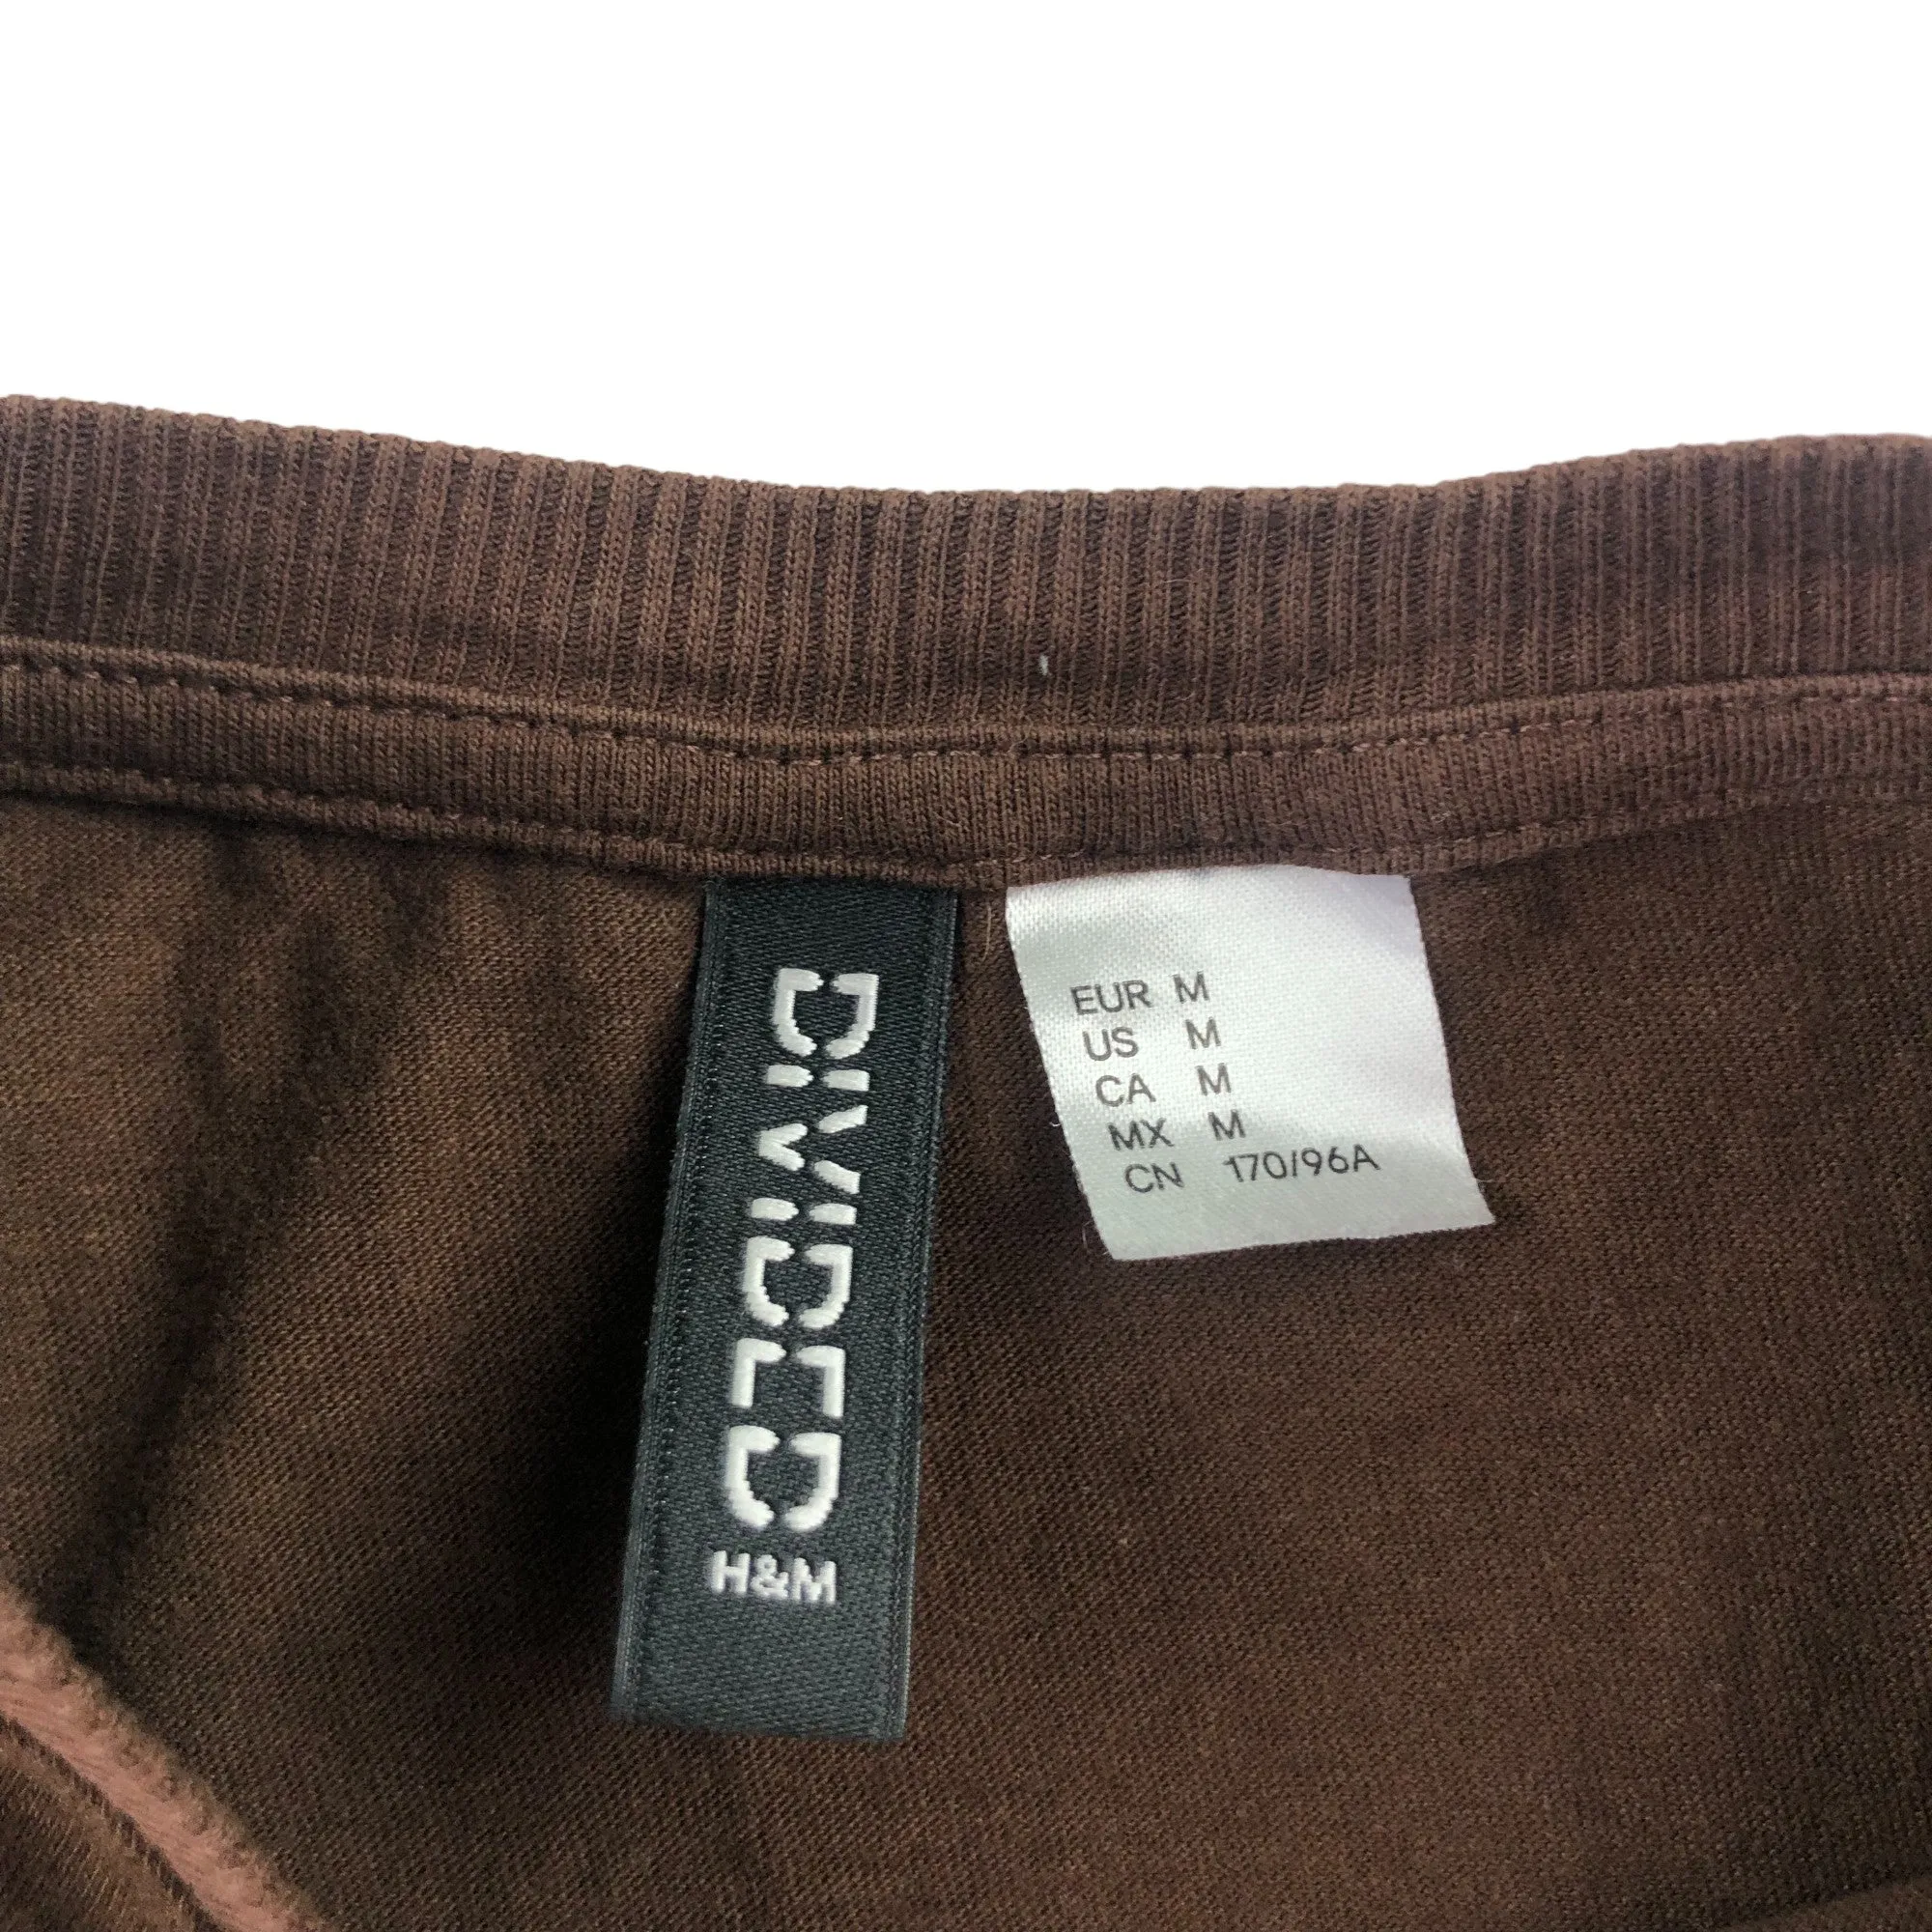 DIVIDED
H&M
EUR M
US M
CA M
MX M
CN 170/96A